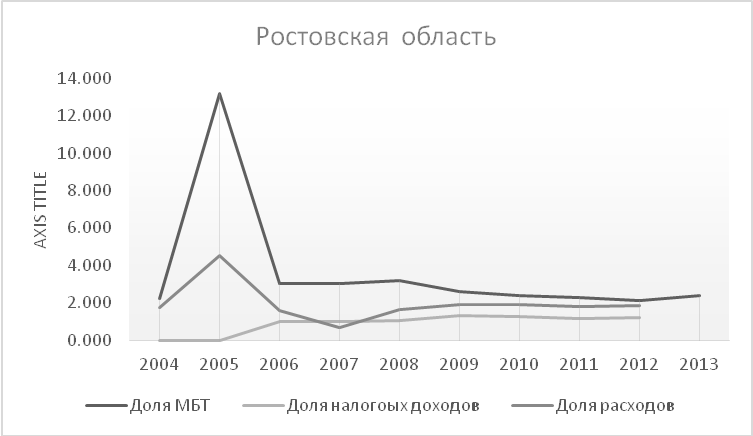 Ростовская область
14.000
12.000
10.000
8.000
6.000
4.000
2.000
0.000
AXIS TITLE
2004 2005 2006 2007 2008 2009 2010 2011 2012 2013
Доля МБТ Доля налогоых доходов Доля расходов